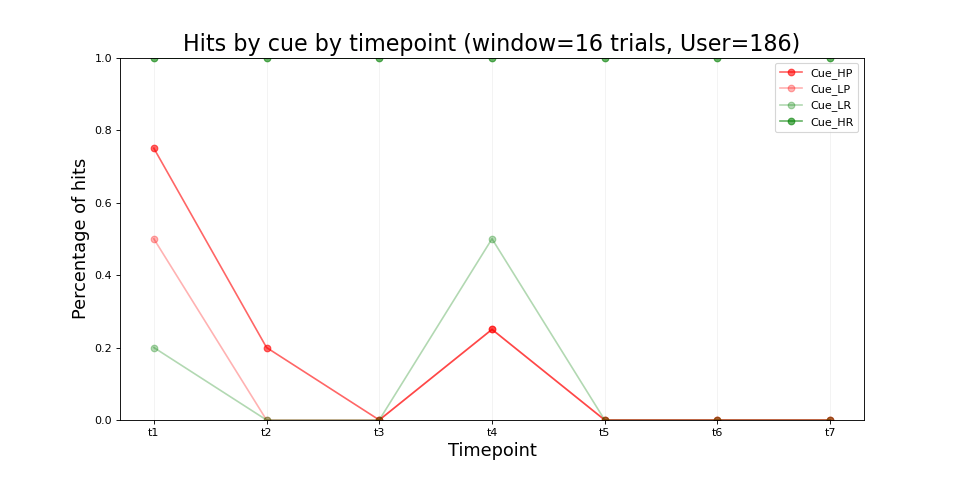 Hits by cue by timepoint (window=16 trials, User=186)
1.0
0.8
0.6
0.4
0.2
0.0
Percentage of hits
Cue_HP
Cue_LP
Cue_LR
Cue_HR
t1 t2 t3 t4 t5 t6 t7
Timepoint